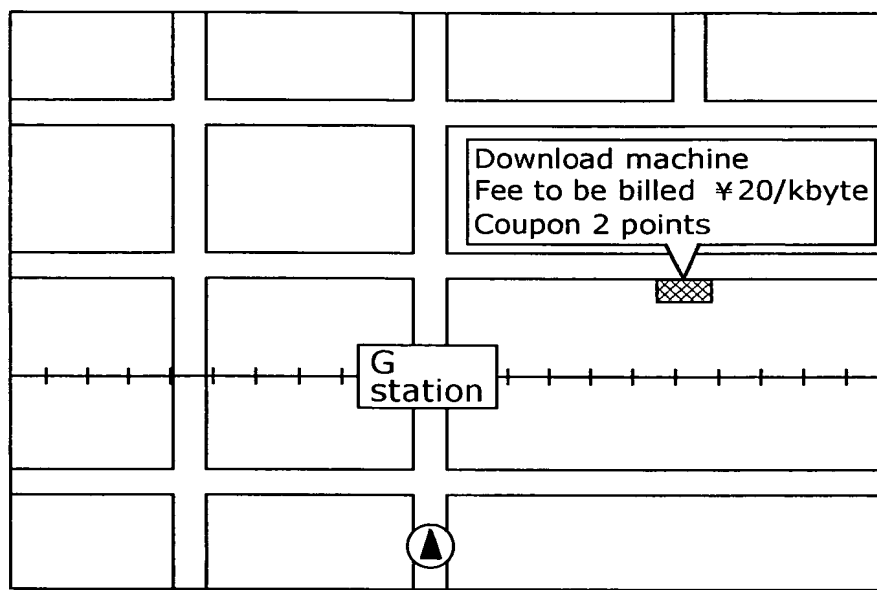 Download machine
Fee to be billed ¥20/kbyte
Coupon 2 points
G
station